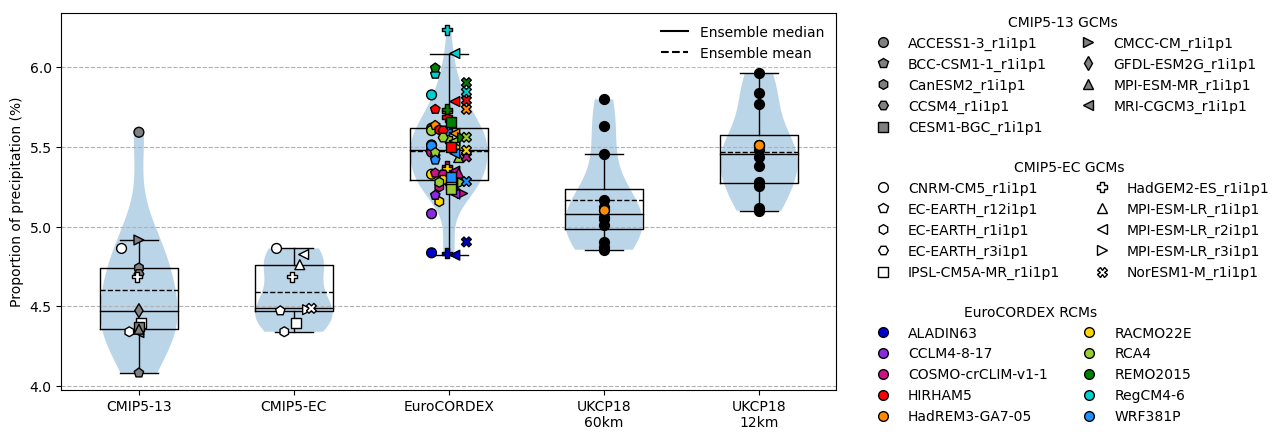 Proportion of precipitation (%)
6.0
5.5
5.0
4.5
4.0
Ensemble median
Ensemble mean
CMIP5-13
CMIP5-EC
EuroCORDEX
UKCP18
60km
UKCP18
12km
CMIP5-13 GCMs
ACCESS1-3_r1i1p1
BCC-CSM1-1_r1i1p1
CanESM2_r1i1p1
CCSM4_r1i1p1
CESM1-BGC_r1i1p1
CMCC-CM_r1i1p1
GFDL-ESM2G_r1i1p1
MPI-ESM-MR_r1i1p1
MRI-CGCM3_r1i1p1
CMIP5-EC GCMs
CNRM-CM5_r1i1p1
EC-EARTH_r12i1p1
EC-EARTH_r1i1p1
EC-EARTH_r3i1p1
IPSL-CM5A-MR_r1i1p1
HadGEM2-ES_r1i1p1
MPI-ESM-LR_r1i1p1
MPI-ESM-LR_r2i1p1
MPI-ESM-LR_r3i1p1
NorESM1-M_r1i1p1
EuroCORDEX RCMs
ALADIN63
CCLM4-8-17
COSMO-crCLIM-v1-1
HIRHAM5
HadREM3-GA7-05
RACMO22E
RCA4
REMO2015
RegCM4-6
WRF381P